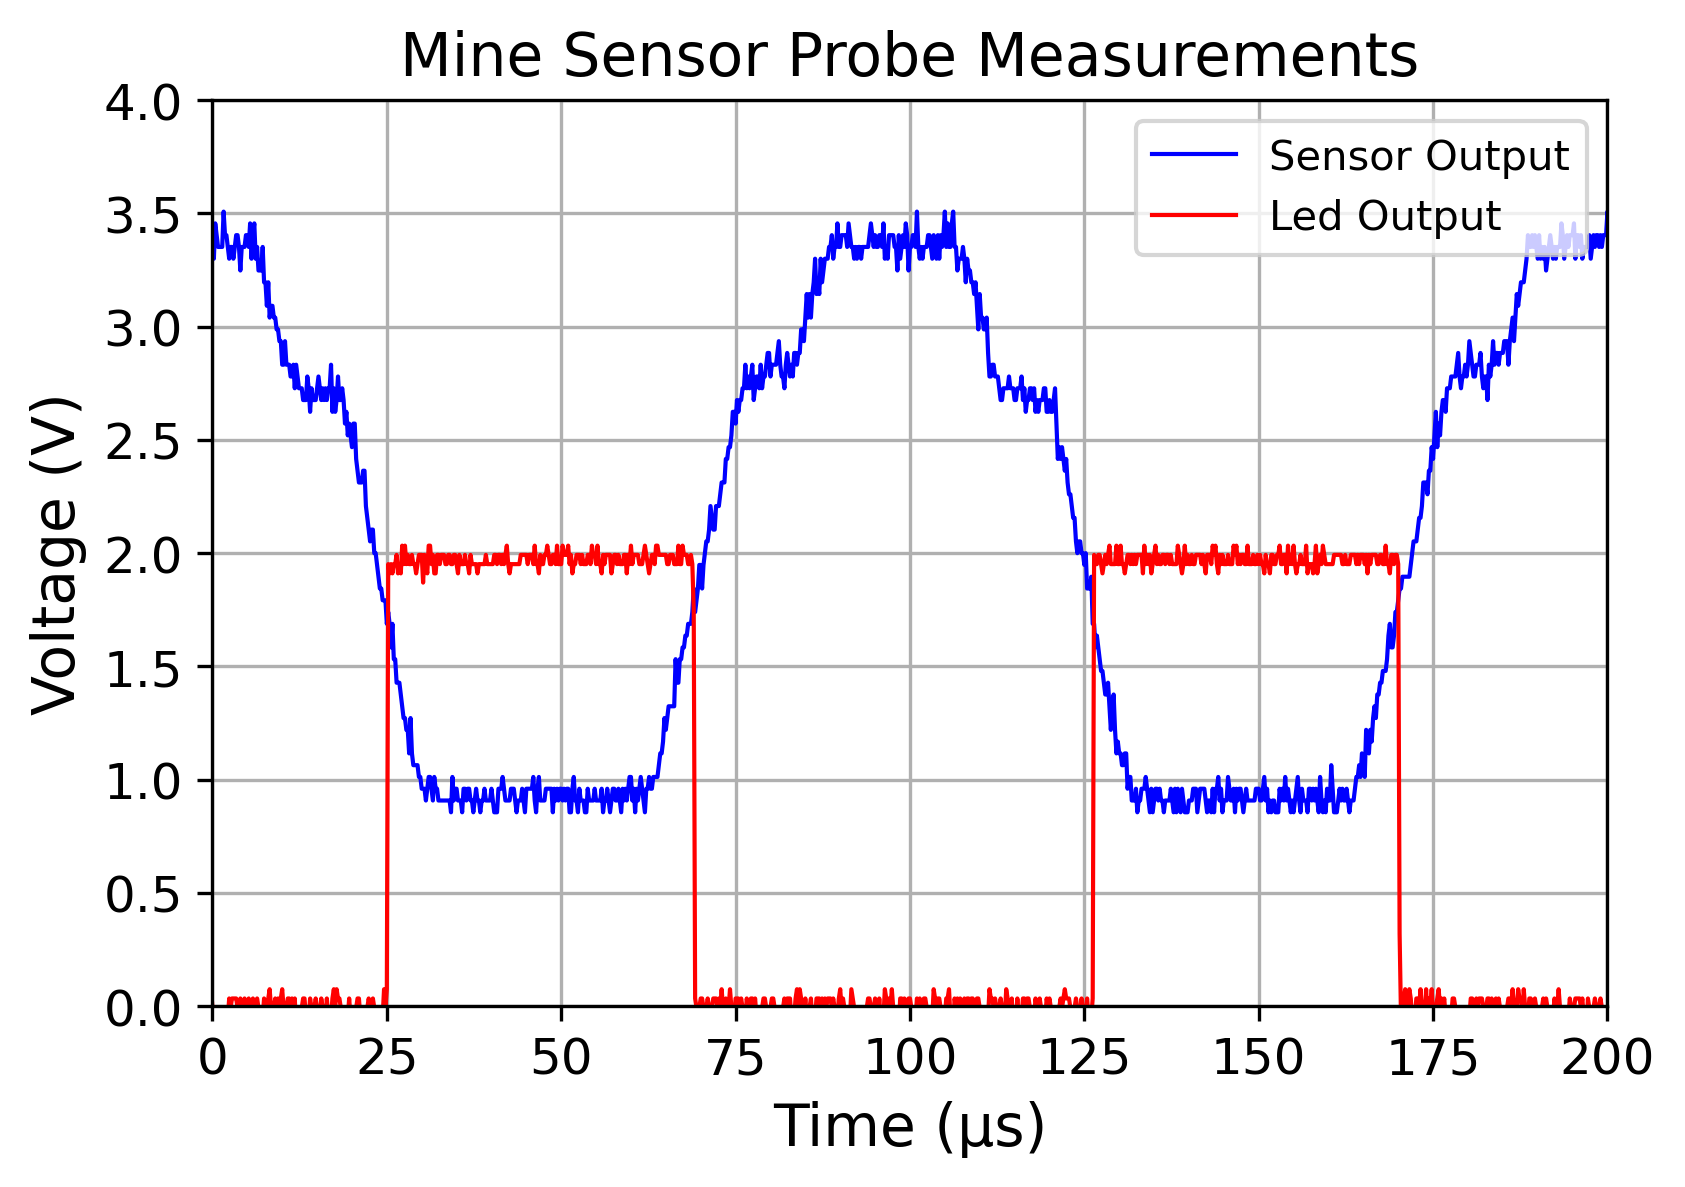 Mine Sensor Probe Measurements
4.0
3.5
3.0
2.5
2.0
1.5
1.0
0.5
0.0
Voltage (V)
Sensor Output
Led Output
0 25 50 75 100 125 150 175 200
Time (µs)